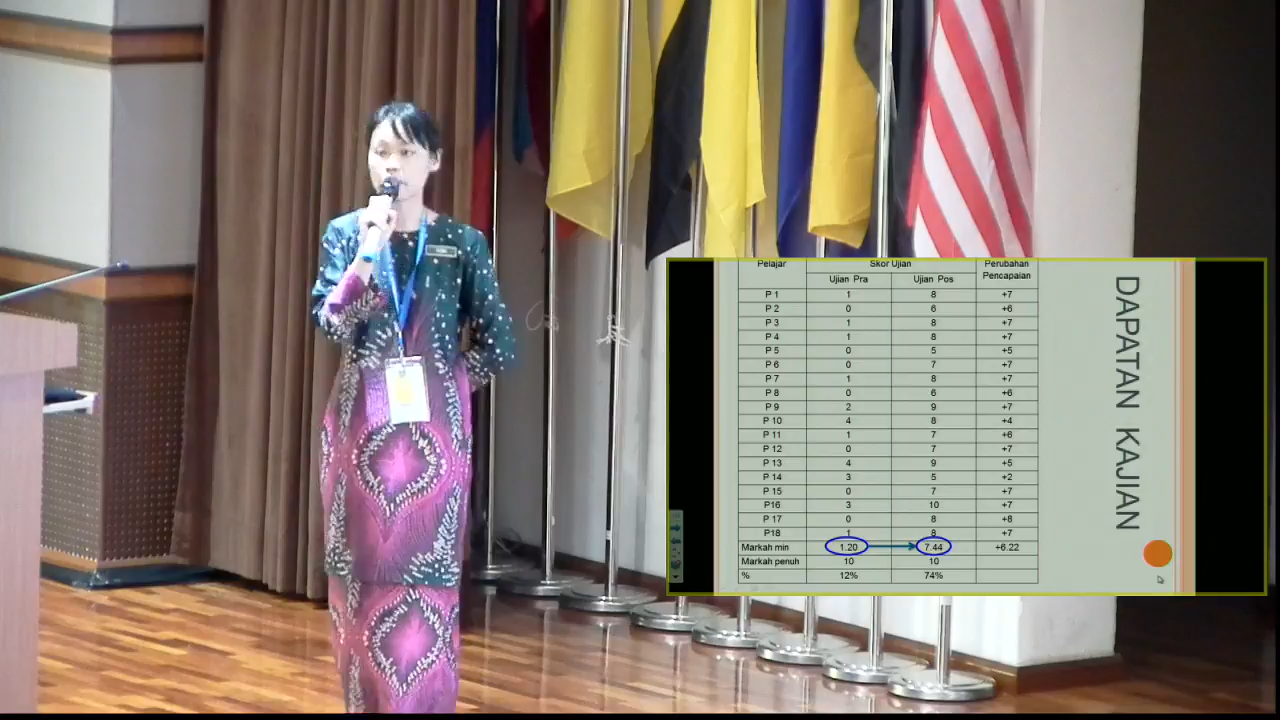 Pelajar Skor Ujian Perubahan Pencapaian
Ujian Pra Ujian Pos
P 1 1 8 +7
P 2 0 6 +6
P 3 1 8 +7
P 4 1 8 +7
P 5 0 5 +5
P 6 0 7 +7
P 7 1 8 +7
P 8 0 6 +6
P 9 2 9 +7
P 10 4 8 +4
P 11 1 7 +6
P 12 0 7 +7
P 13 4 9 +5
P 14 3 5 +2
P 15 0 7 +7
P16 3 10 +7
P 17 0 8 +8
P18 1 8 +7
Markah min 1.20 7.44 +6.22
Markah penuh 10 10
% 12% 74%
DAPATAN KAJIAN